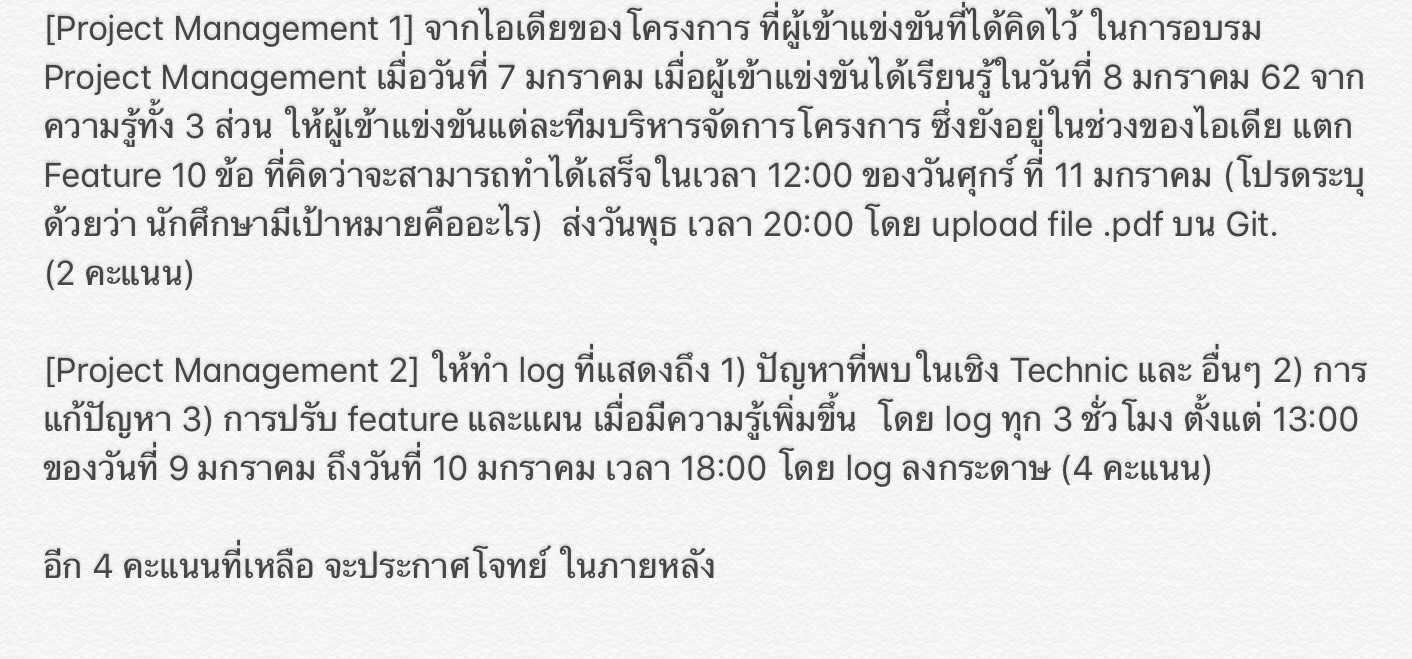 [Project Management 1] จากไอเดียของโครงการ ที่ผู้เข้าแข่งขันที่ได้คิดไว้ ในการอบรม
Project Management เมื่อวันที่ 7 มกราคม เมื่อผู้เข้าแข่งขันได้เรียนรู้ในวันที่ 8 มกราคม 62 จาก
ความรู้ทั้ง 3 ส่วน ให้ผู้เข้าแข่งขันแต่ละทีมบริหารจัดการโครงการ ซึ่งยังอยู่ในช่วงของไอเดีย แตก
Feature 10 ข้อ ที่คิดว่าจะสามารถทำได้เสร็จในเวลา 12:00 ของวันศุกร์ ที่ 11 มกราคม (โปรดระบุ
ด้วยว่า นักศึกษามีเป้าหมายคืออะไร) ส่งวันพุธ เวลา 20:00 โดย upload file .pdf บน Git.
(2 คะแนน)
[Project Management 2] ให้ทำ log ที่แสดงถึง 1) ปัญหาที่พบในเชิง Technic และ อื่นๆ 2) การ
แก้ปัญหา 3) การปรับ feature และแผน เมื่อมีความรู้เพิ่มขึ้น โดย log ทุก 3 ชั่วโมง ตั้งแต่ 13:00
ของวันที่ 9 มกราคม ถึงวันที่ 10 มกราคม เวลา 18:00 โดย log ลงกระดาษ (4 คะแนน)
อีก 4 คะแนนที่เหลือ จะประกาศโจทย์ ในภายหลัง